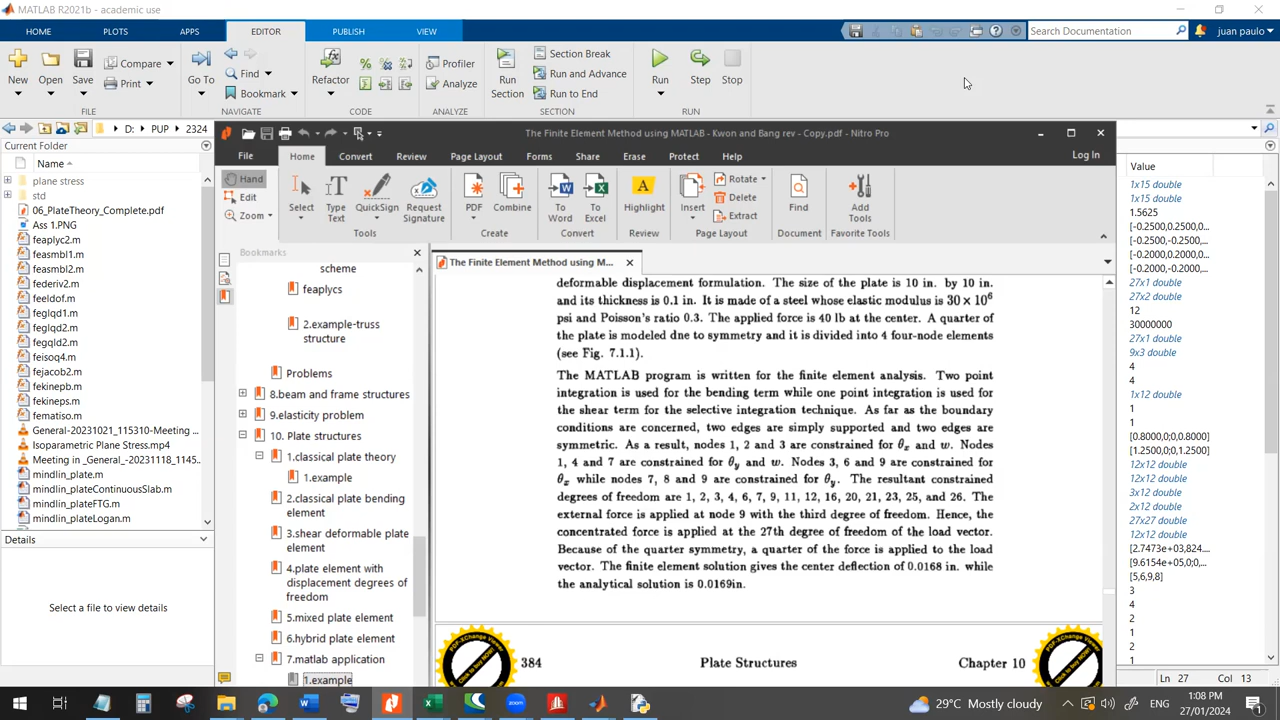 MATLAB R2021b - academic use
HOME PLOTS APPS EDITOR PUBLISH VIEW
Search Documentation juan paulo
New Open Save Compare Print Go To Find Bookmark Refactor Profiler Analyze Run Section Section Break Run and Advance Run to End Run Step Stop
FILE NAVIGATE CODE ANALYZE SECTION RUN
D: PUP 2324
Current Folder
Name
plane stress
std
06_PlateTheory_Complete.pdf
Ass 1.PNG
feaplyc2.m
feasmbl1.m
feasmbl2.m
federiv2.m
feeldof.m
feglqd1.m
feglqd2.m
feisoq4.m
fejacob2.m
fekinepb.m
fekineps.m
fematiso.m
General-20231021_115310-Meeting ...
Isoparametric Plane Stress.mp4
Meeting in _General_-20231118_1145...
mindlin_plate.m
mindlin_plateContinuousSlab.m
mindlin_plateFTG.m
mindlin_plateLogan.m
Details
Select a file to view details
The Finite Element Method using MATLAB - Kwon and Bang rev - Copy.pdf - Nitro Pro
File Home Convert Review Page Layout Forms Share Erase Protect Help Log In
Hand
Edit
Zoom
Select Type Text QuickSign Request Signature
PDF Combine To Word To Excel Highlight Insert
Rotate
Delete
Extract
Find Add Tools
Tools Create Convert Review Page Layout Document Favorite Tools
Bookmarks
scheme
feaplycs
2.example-truss
structure
Problems
8.beam and frame structures
9.elasticity problem
10. Plate structures
1.classical plate theory
1.example
2.classical plate bending
element
3.shear deformable plate
element
4.plate element with
displacement degrees of
freedom
5.mixed plate element
6.hybrid plate element
7.matlab application
1.example
The Finite Element Method using M...
deformable displacement formulation. The size of the plate is 10 in. by 10 in.
and its thickness is 0.1 in. It is made of a steel whose elastic modulus is 30 × 10⁶
psi and Poisson's ratio 0.3. The applied force is 40 lb at the center. A quarter of
the plate is modeled dne to symmetry and it is divided into 4 four-node elements
(see Fig. 7.1.1).
The MATLAB program is written for the finite element analysis. Two point
integration is used for the bending term while one point integration is used for
the shear term for the selective integration technique. As far as the boundary
conditions are concerned, two edges are simply supported and two edges are
symmetric. As a result, nodes 1, 2 and 3 are constrained for θx and w. Nodes
1, 4 and 7 are constrained for θy and w. Nodes 3, 6 and 9 are constrained for
θx while nodes 7, 8 and 9 are constrained for θy. The resultant constrained
degrees of freedom are 1, 2, 3, 4, 6, 7, 9, 11, 12, 16, 20, 21, 23, 25, and 26. The
external force is applied at node 9 with the third degree of freedom. Hence, the
concentrated force is applied at the 27th degree of freedom of the load vector.
Because of the quarter symmetry, a quarter of the force is applied to the load
vector. The finite element solution gives the center deflection of 0.0168 in. while
the analytical solution is 0.0169in.
384 Plate Structures Chapter 10
PDF-XChange Viewer
Click to buy NOW!
PDF-XChange Viewer
Click to buy NOW!
Value
1x15 double
1x15 double
1.5625
[-0.2500,0.2500,0...
[-0.2500,-0.2500,...
[-0.2000,0.2000,0...
[-0.2000,-0.2000,...
27x1 double
27x2 double
12
30000000
27x1 double
9x3 double
4
4
1x12 double
1
1
[0.8000,0;0,0.8000]
[1.2500,0;0,1.2500]
12x12 double
12x12 double
3x12 double
2x12 double
27x27 double
12x12 double
[2.7473e+03,824....
[9.6154e+05,0;0,...
[5,6,9,8]
3
4
2
1
2
1
Ln 27 Col 13
29°C Mostly cloudy
ENG
1:08 PM
27/01/2024